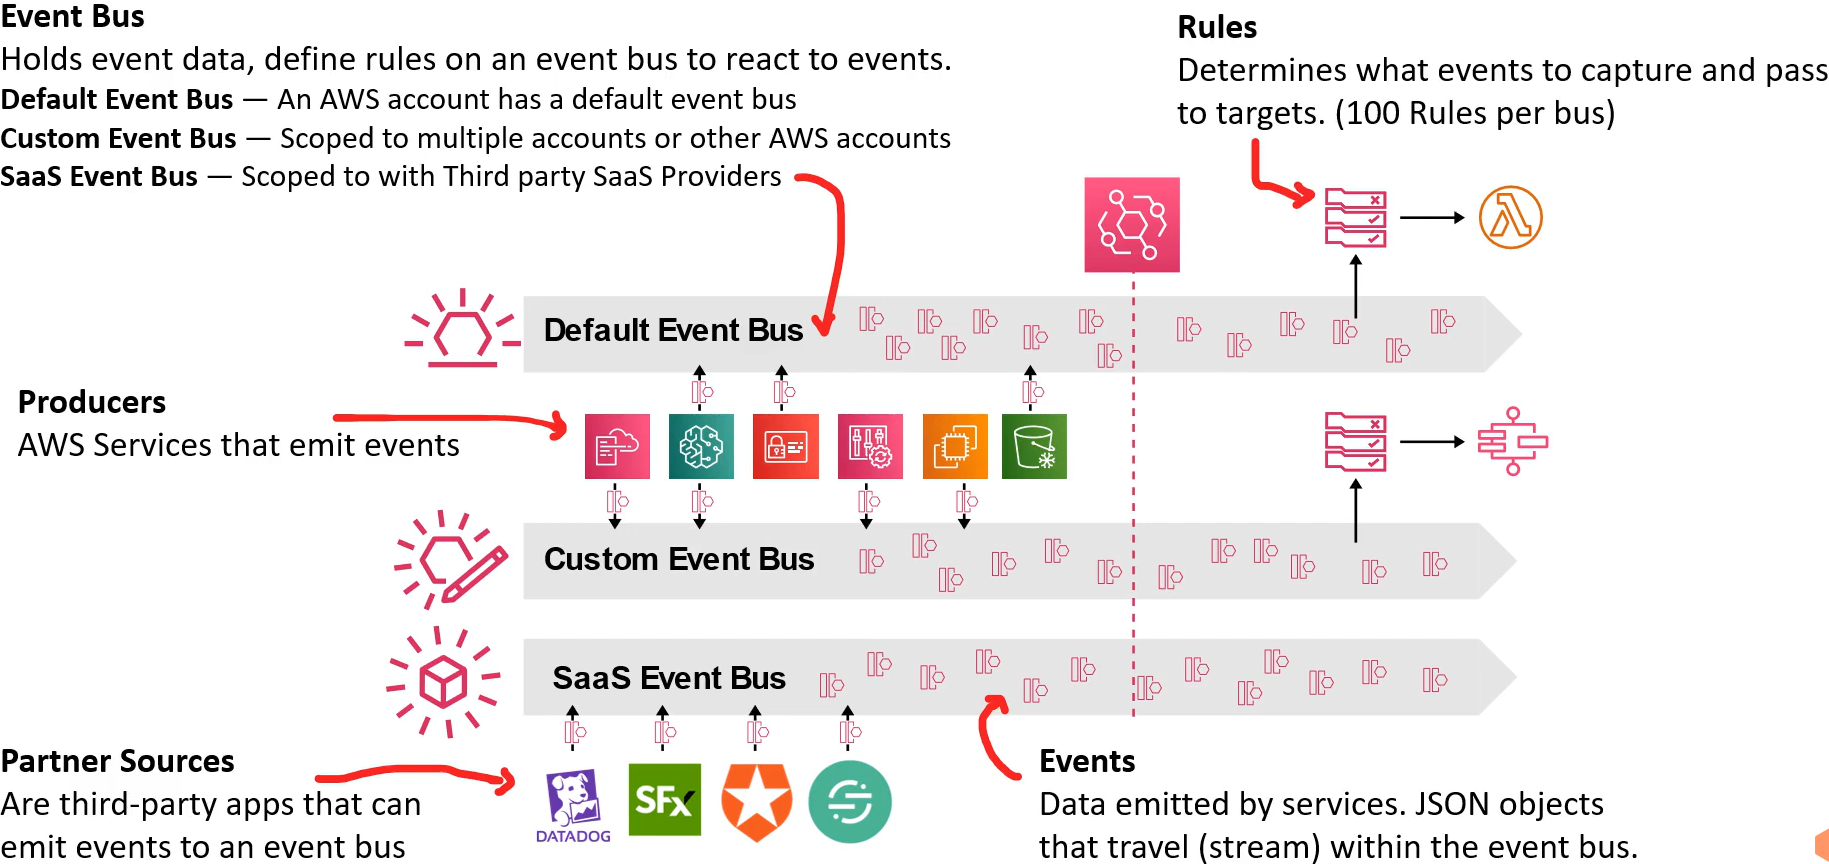 Event Bus
Holds event data, define rules on an event bus to react to events.
Default Event Bus — An AWS account has a default event bus
Custom Event Bus — Scoped to multiple accounts or other AWS accounts
SaaS Event Bus — Scoped to with Third party SaaS Providers
Rules
Determines what events to capture and pass
to targets. (100 Rules per bus)
Default Event Bus
Producers
AWS Services that emit events
Custom Event Bus
SaaS Event Bus
Partner Sources
Are third-party apps that can
emit events to an event bus
DATADOG
SFx
Events
Data emitted by services. JSON objects
that travel (stream) within the event bus.